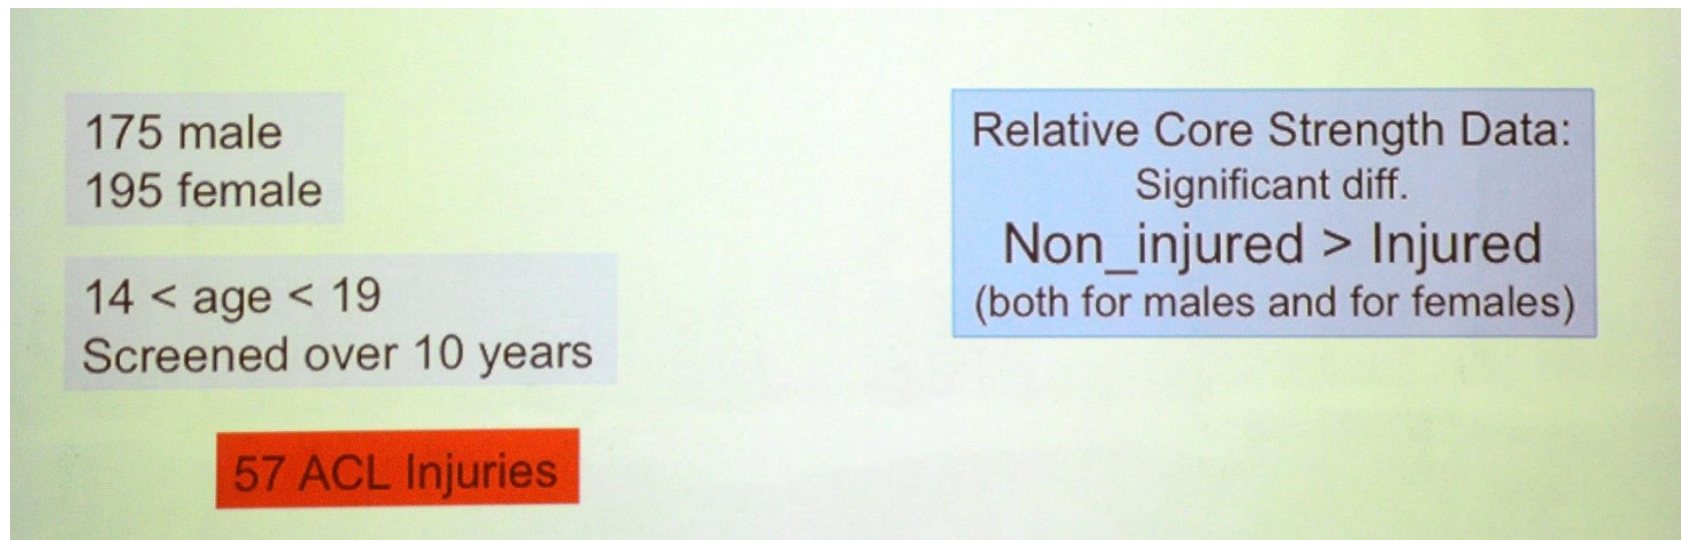 175 male
195 female
14 < age < 19
Screened over 10 years
57 ACL Injuries
Relative Core Strength Data:
Significant diff.
Non_injured > Injured
(both for males and for females)